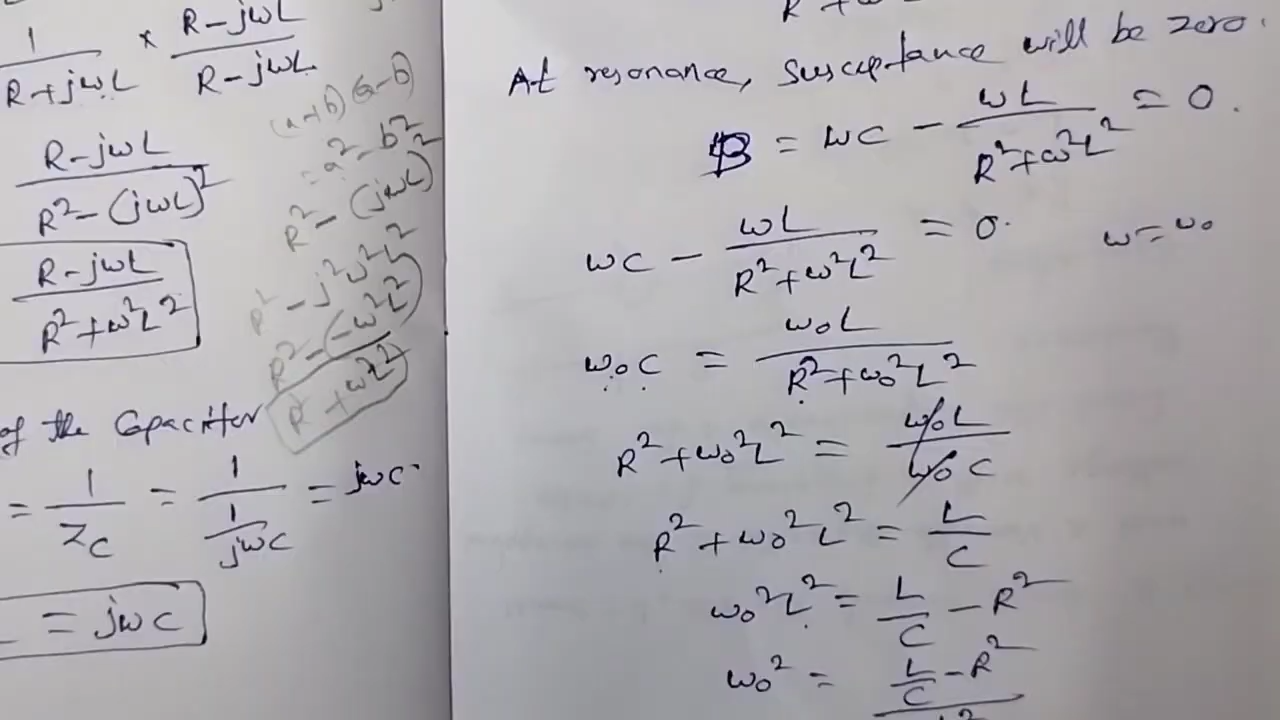 1/(R+jωL) × (R-jωL)/(R-jωL)
(R-jωL)/(R²-(jωL)²)
(R-jωL)/(R²+ω²L²)
(a+b)(a-b)
=a²-b²
R²-(jωL)²
R²-j²ω²L²
R²-(-ω²L²)
R²+ω²L²
of the Capacitor
= 1/Z_C = 1/(1/jωC) = jωC.
= jωC
At resonance, susceptance will be zero.
B = ωC - ωL/(R²+ω²L²) = 0.
ωC - ωL/(R²+ω²L²) = 0. ω=ω₀
ω₀C = ω₀L/(R²+ω₀²L²)
R²+ω₀²L² = ω₀L/ω₀C
R²+ω₀²L² = L/C
ω₀²L² = L/C - R²
ω₀² = L/C - R²